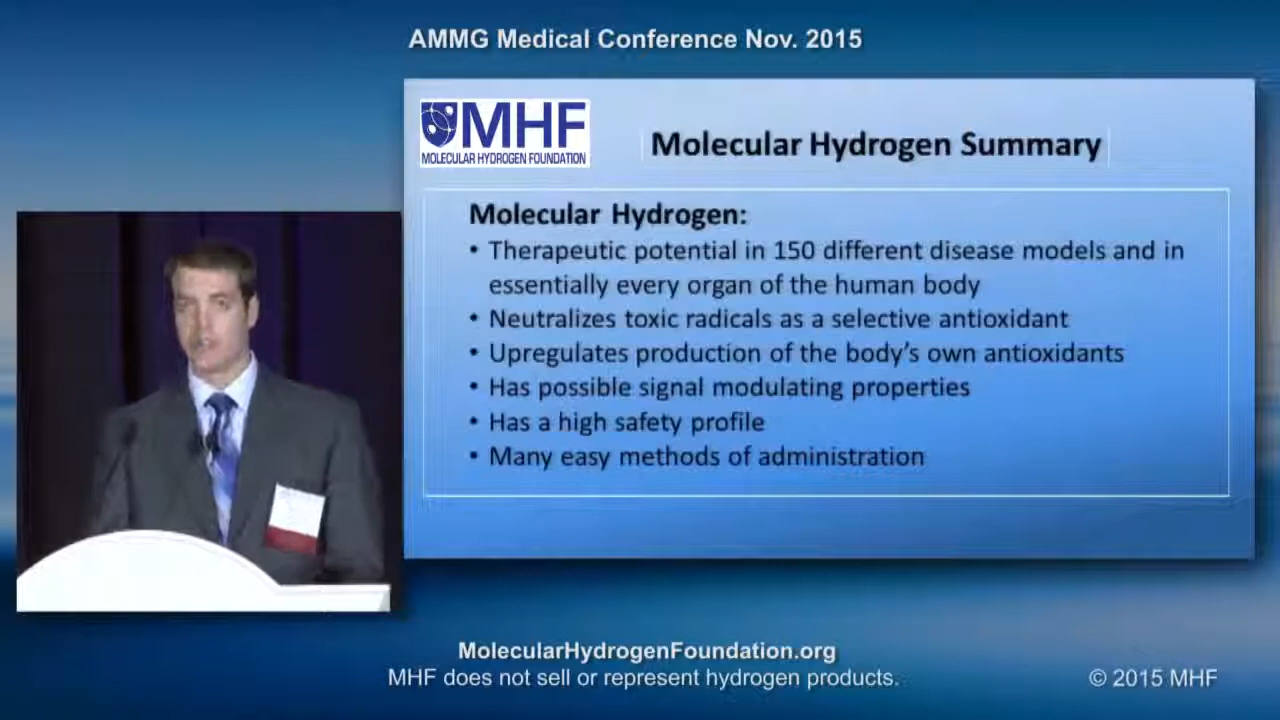 AMMG Medical Conference Nov. 2015
MHF
MOLECULAR HYDROGEN FOUNDATION
Molecular Hydrogen Summary
Molecular Hydrogen:
• Therapeutic potential in 150 different disease models and in
essentially every organ of the human body
• Neutralizes toxic radicals as a selective antioxidant
• Upregulates production of the body's own antioxidants
• Has possible signal modulating properties
• Has a high safety profile
• Many easy methods of administration
MolecularHydrogenFoundation.org
MHF does not sell or represent hydrogen products.
© 2015 MHF